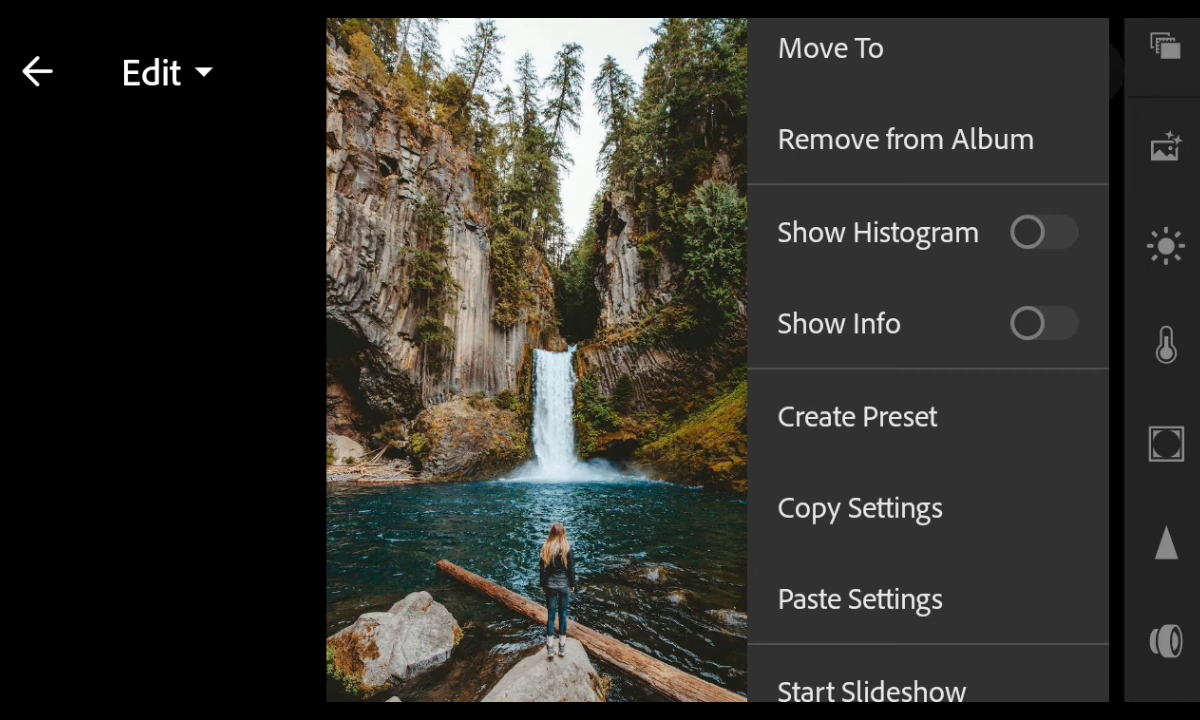 Edit
Move To
Remove from Album
Show Histogram
Show Info
Create Preset
Copy Settings
Paste Settings
Start Slideshow